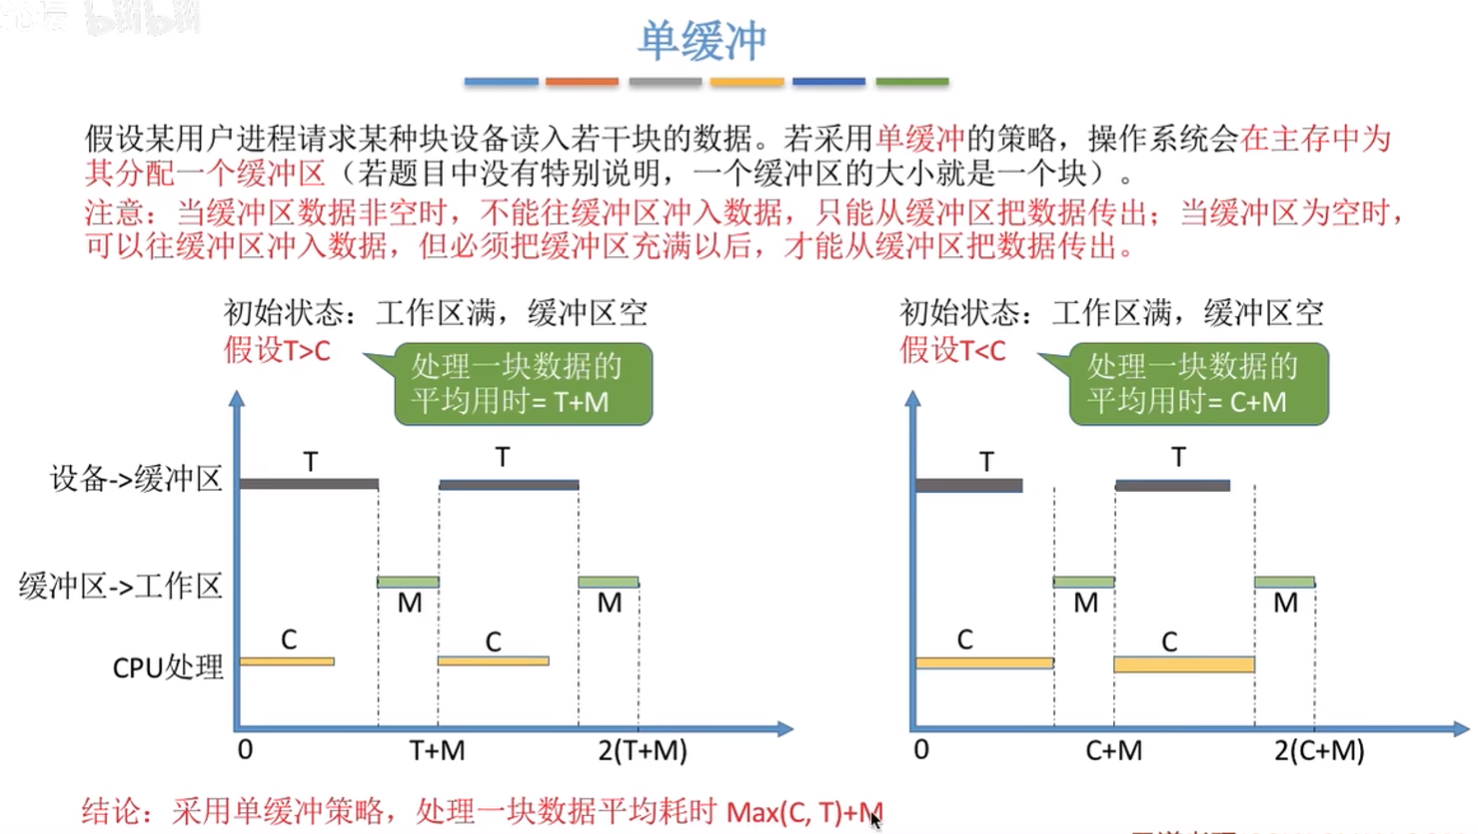 bilibili
单缓冲
假设某用户进程请求某种块设备读入若干块的数据。若采用单缓冲的策略，操作系统会在主存中为
其分配一个缓冲区（若题目中没有特别说明，一个缓冲区的大小就是一个块）。
注意：当缓冲区数据非空时，不能往缓冲区冲入数据，只能从缓冲区把数据传出；当缓冲区为空时，
可以往缓冲区冲入数据，但必须把缓冲区充满以后，才能从缓冲区把数据传出。
初始状态：工作区满，缓冲区空
假设T>C
处理一块数据的
平均用时= T+M
设备->缓冲区
T
T
缓冲区->工作区
M
M
CPU处理
C
C
0
T+M
2(T+M)
初始状态：工作区满，缓冲区空
假设T<C
处理一块数据的
平均用时= C+M
T
T
M
M
C
C
0
C+M
2(C+M)
结论：采用单缓冲策略，处理一块数据平均耗时 Max(C, T)+M